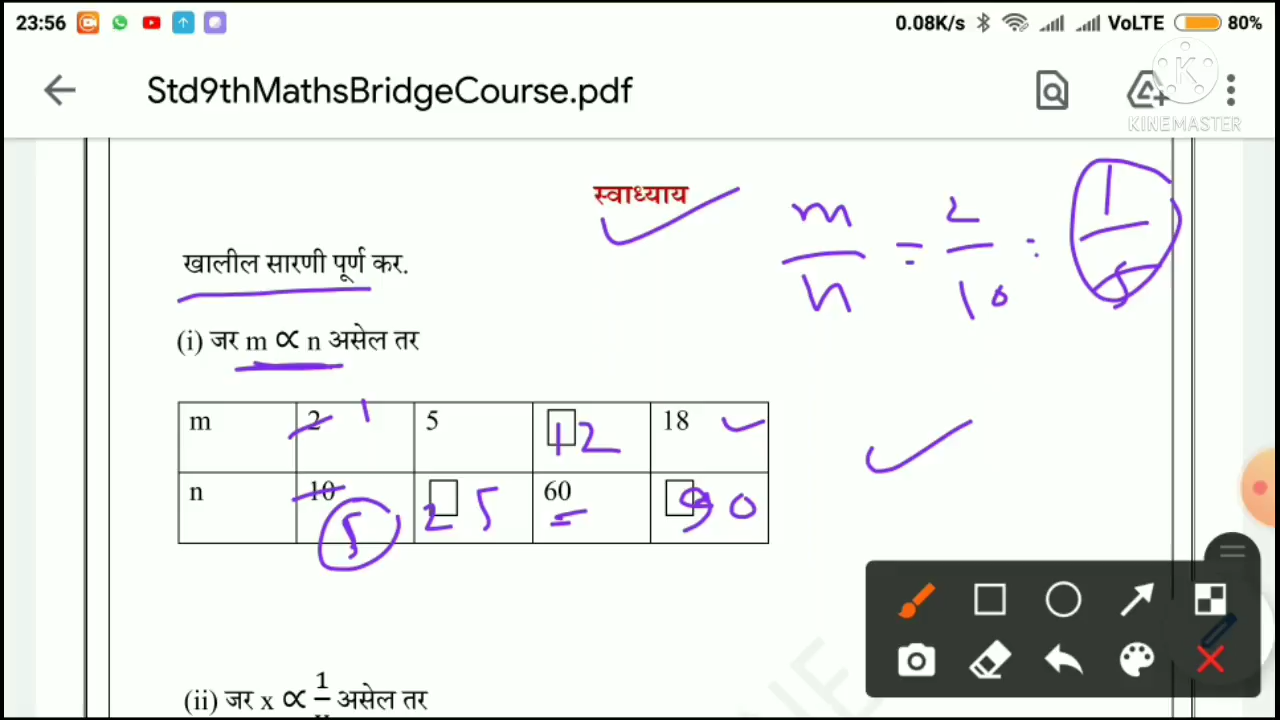 23:56 0.08K/s VoLTE 80%
Std9thMathsBridgeCourse.pdf
KINEMASTER
स्वाध्याय
m/n = 2/10 : 1/5
खालील सारणी पूर्ण कर.
(i) जर m ∝ n असेल तर
m 2 1 5 12 18
n 10 5 25 60 90
(ii) जर x ∝ 1/ असेल तर